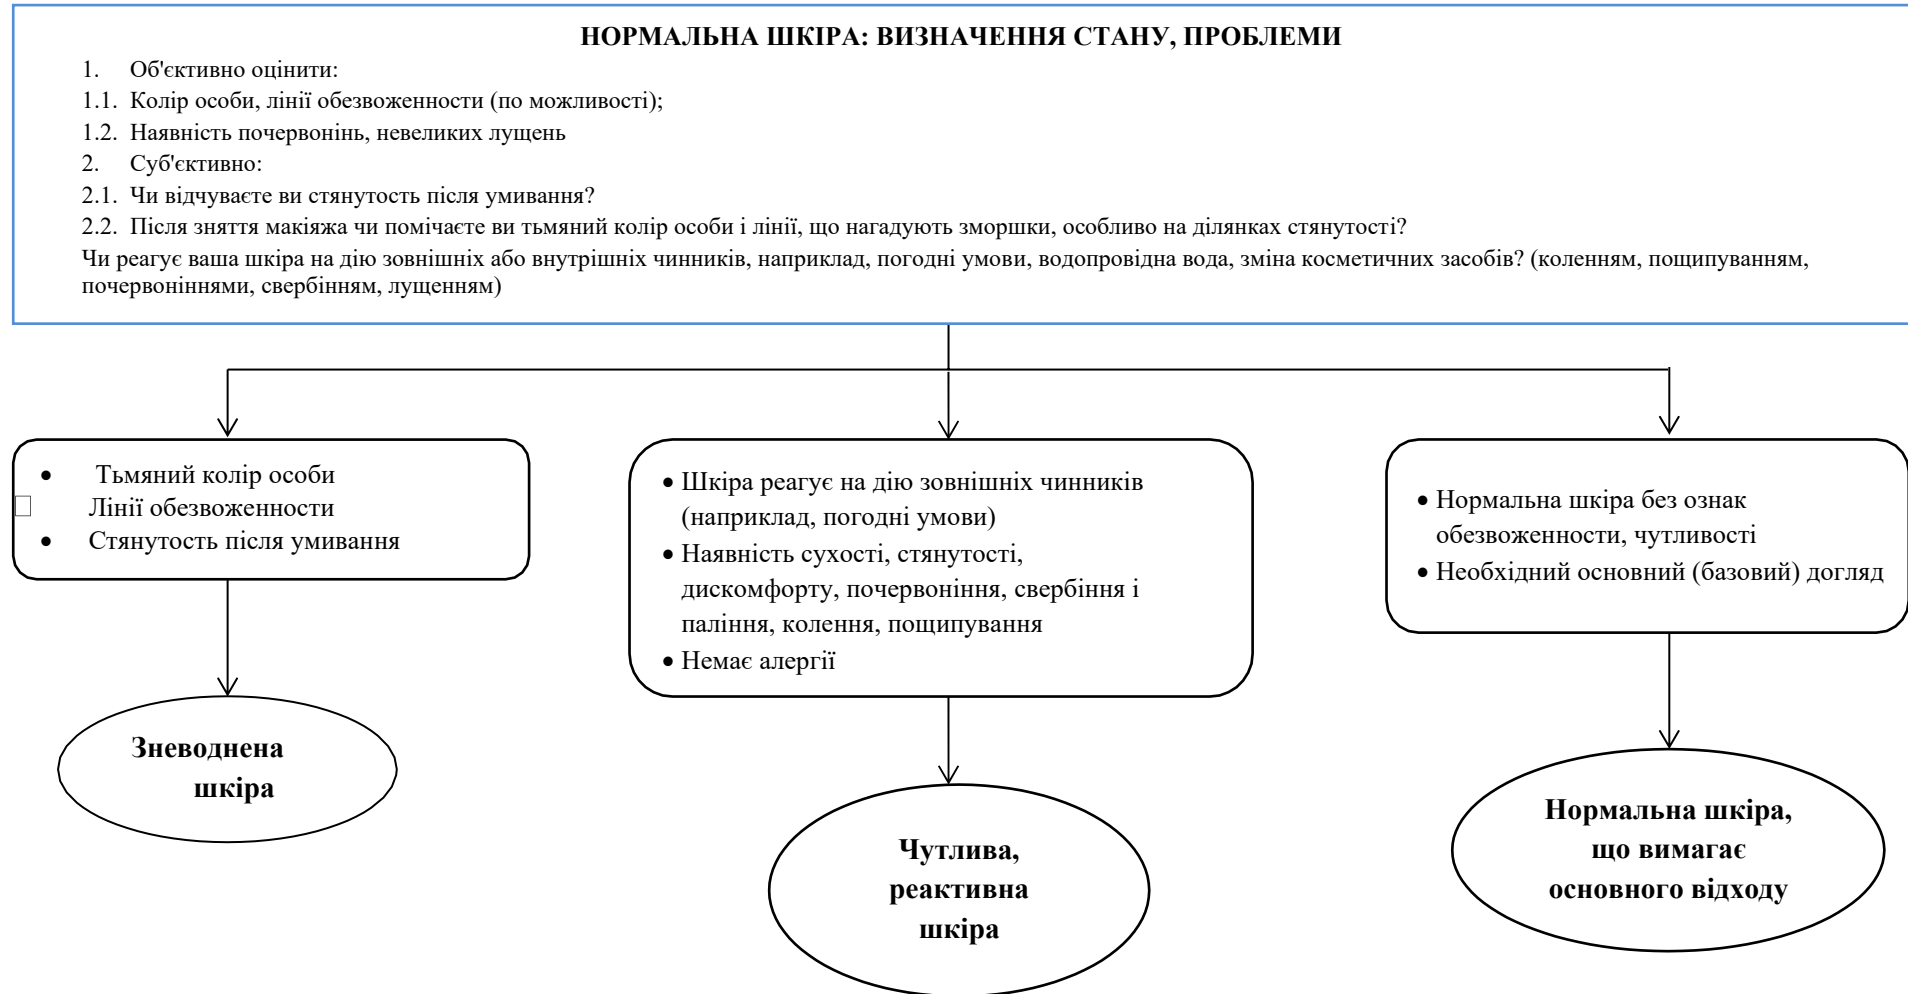 НОРМАЛЬНА ШКІРА: ВИЗНАЧЕННЯ СТАНУ, ПРОБЛЕМИ
1. Об'єктивно оцінити:
1.1. Колір особи, лінії обезвоженности (по можливості);
1.2. Наявність почервонінь, невеликих лущень
2. Суб'єктивно:
2.1. Чи відчуваєте ви стянутость після умивання?
2.2. Після зняття макіяжа чи помічаєте ви тьмяний колір особи і лінії, що нагадують зморшки, особливо на ділянках стянутості?
Чи реагує ваша шкіра на дію зовнішніх або внутрішніх чинників, наприклад, погодні умови, водопровідна вода, зміна косметичних засобів? (коленням, пощипуванням,
почервоніннями, свербінням, лущенням)
• Тьмяний колір особи
Лінії обезвоженности
• Стянутость після умивання
• Шкіра реагує на дію зовнішніх чинників
(наприклад, погодні умови)
• Наявність сухості, стянутості,
дискомфорту, почервоніння, свербіння і
паління, колення, пощипування
• Немає алергії
• Нормальна шкіра без ознак
обезвоженности, чутливості
• Необхідний основний (базовий) догляд
Зневоднена
шкіра
Чутлива,
реактивна
шкіра
Нормальна шкіра,
що вимагає
основного відходу